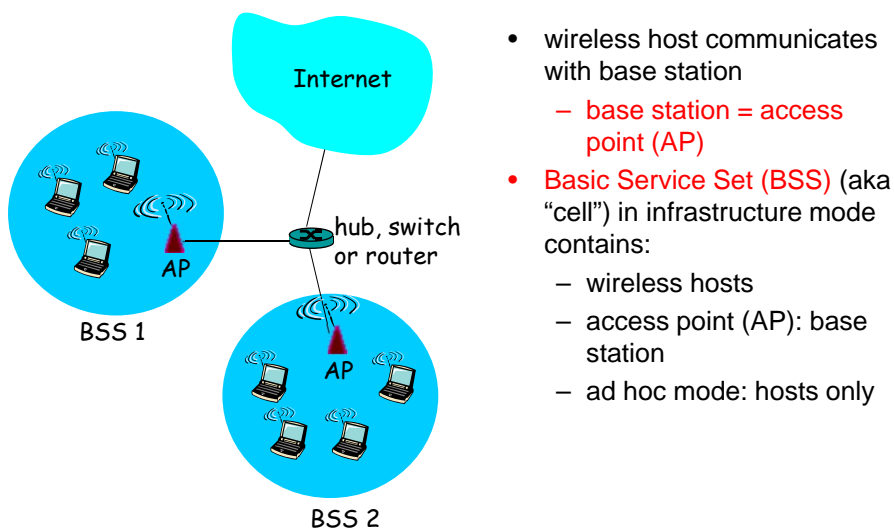 Internet
hub, switch
or router
AP
BSS 1
AP
BSS 2
• wireless host communicates
with base station
– base station = access
point (AP)
• Basic Service Set (BSS) (aka
“cell”) in infrastructure mode
contains:
– wireless hosts
– access point (AP): base
station
– ad hoc mode: hosts only